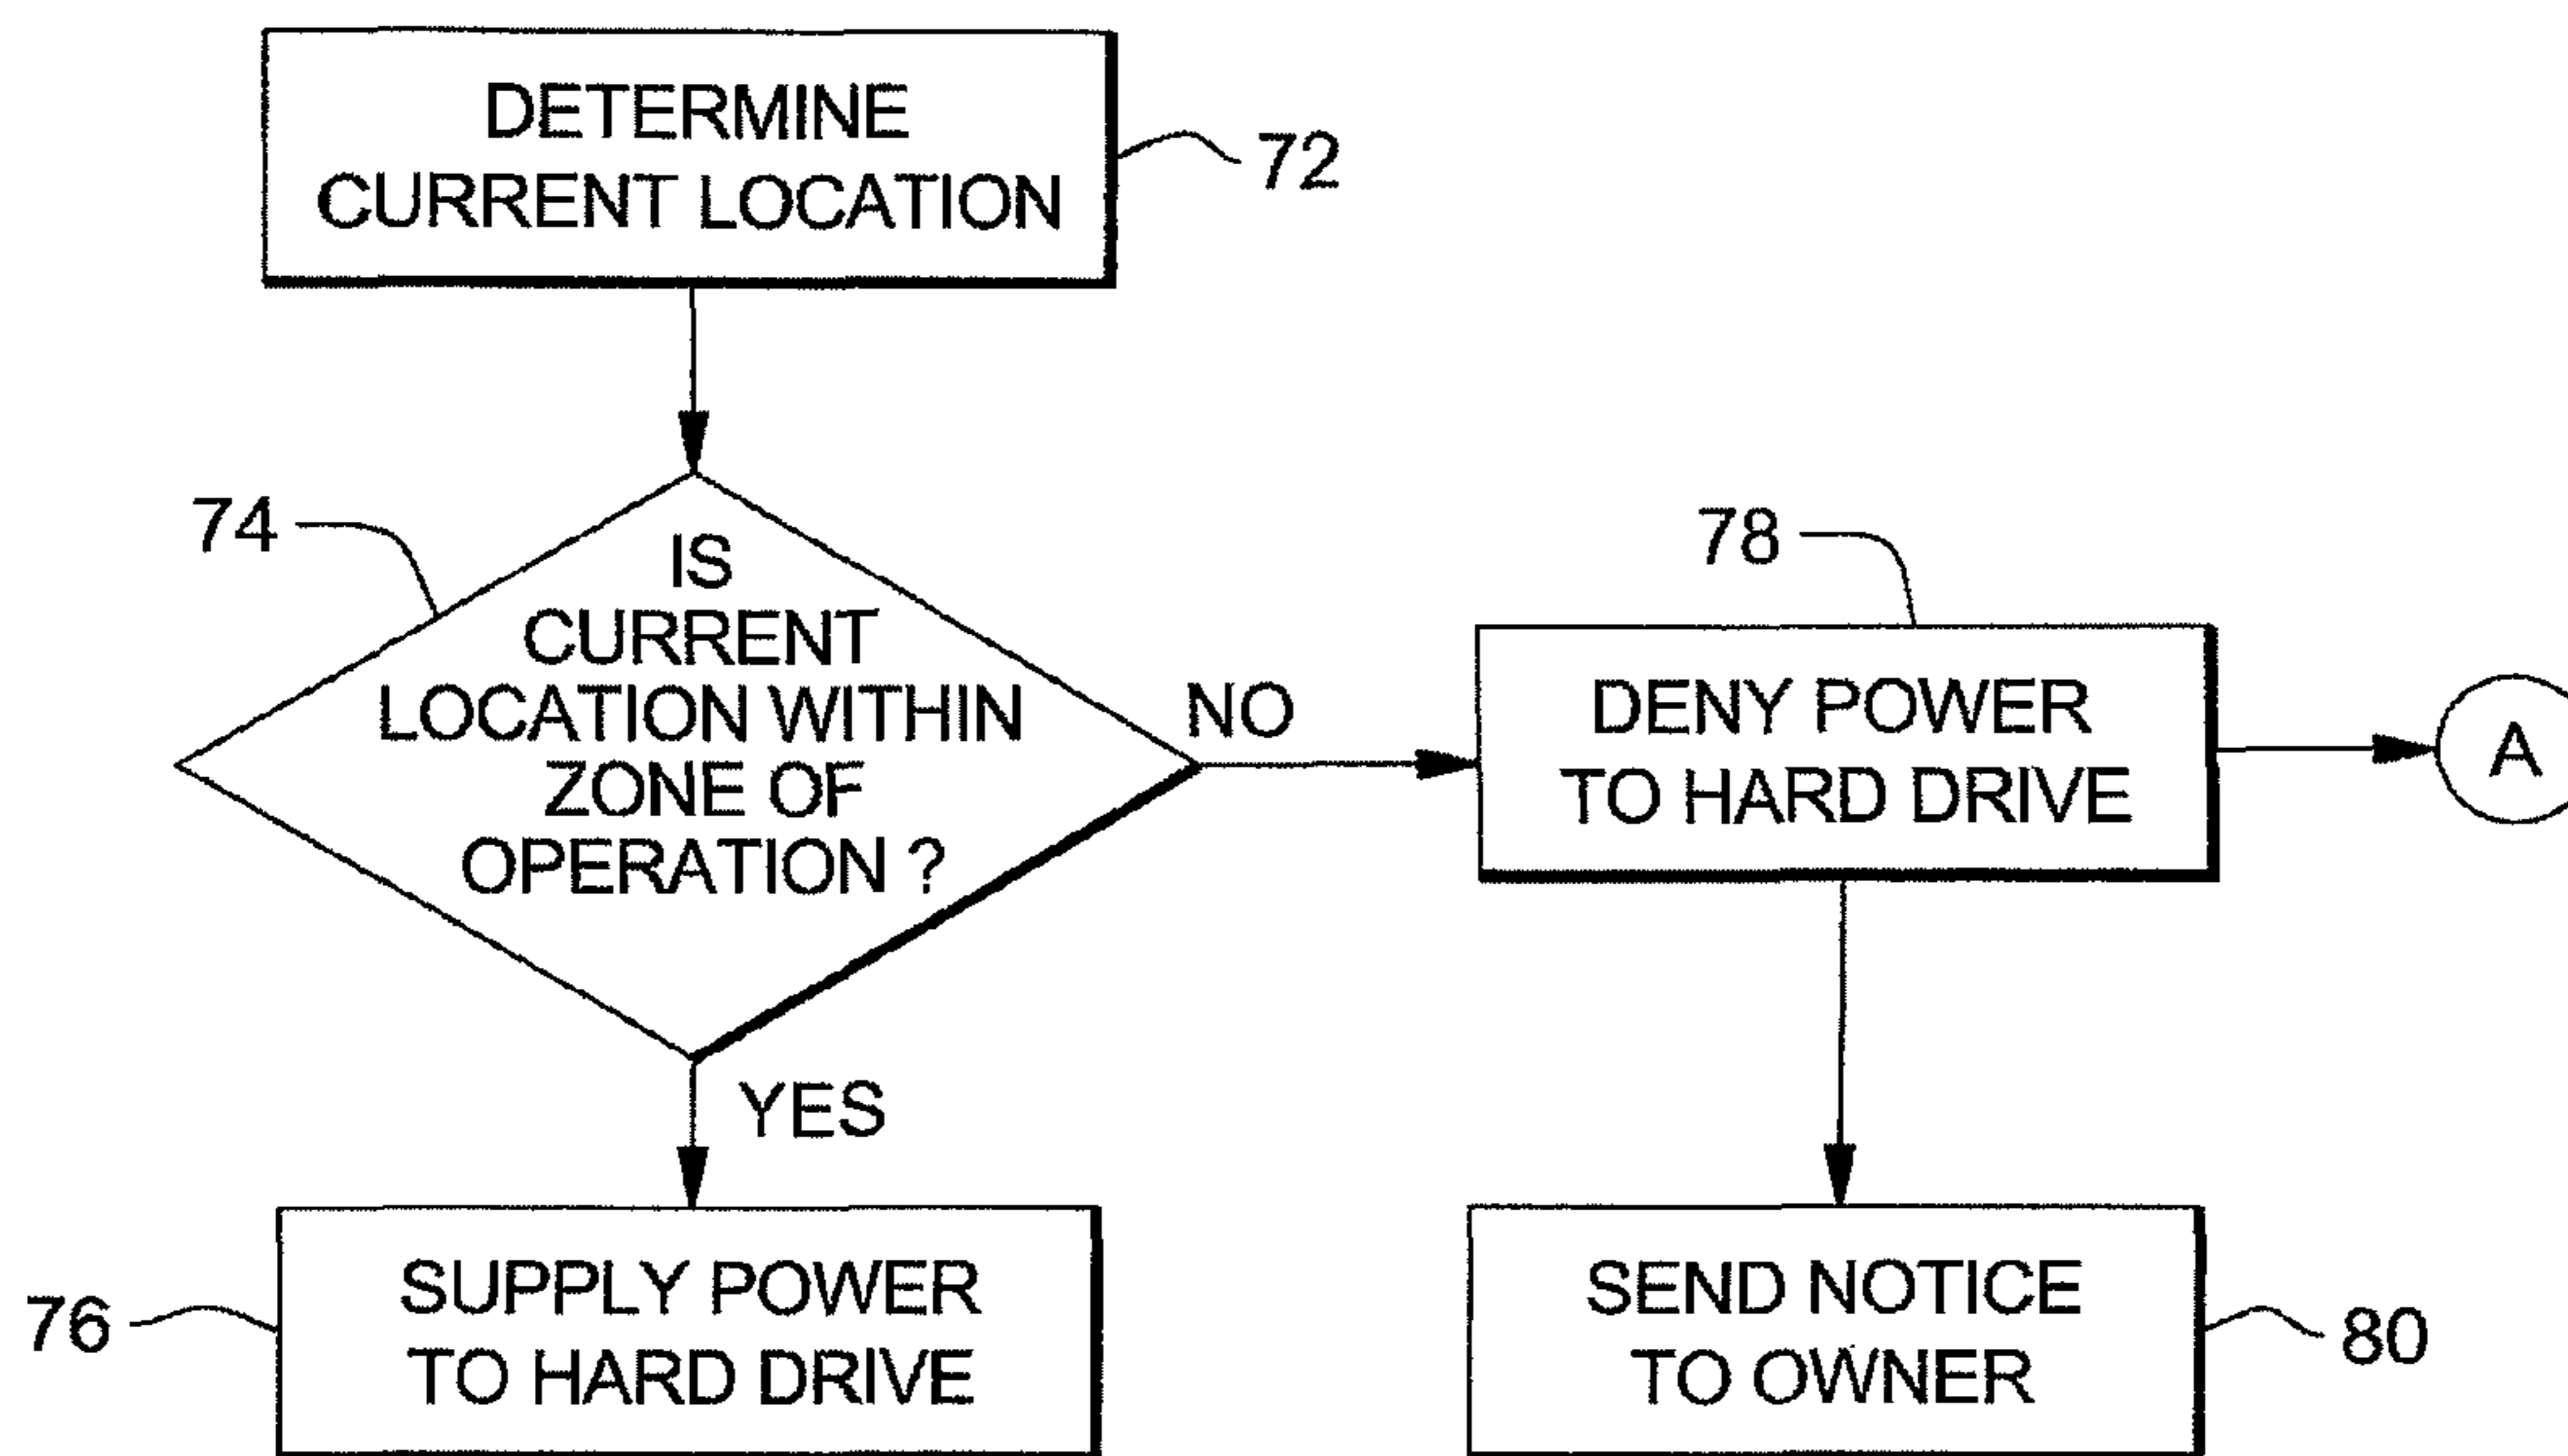 DETERMINE
CURRENT LOCATION
72
74
IS
CURRENT
LOCATION WITHIN
ZONE OF
OPERATION ?
NO
78
DENY POWER
TO HARD DRIVE
A
YES
76
SUPPLY POWER
TO HARD DRIVE
SEND NOTICE
TO OWNER
80